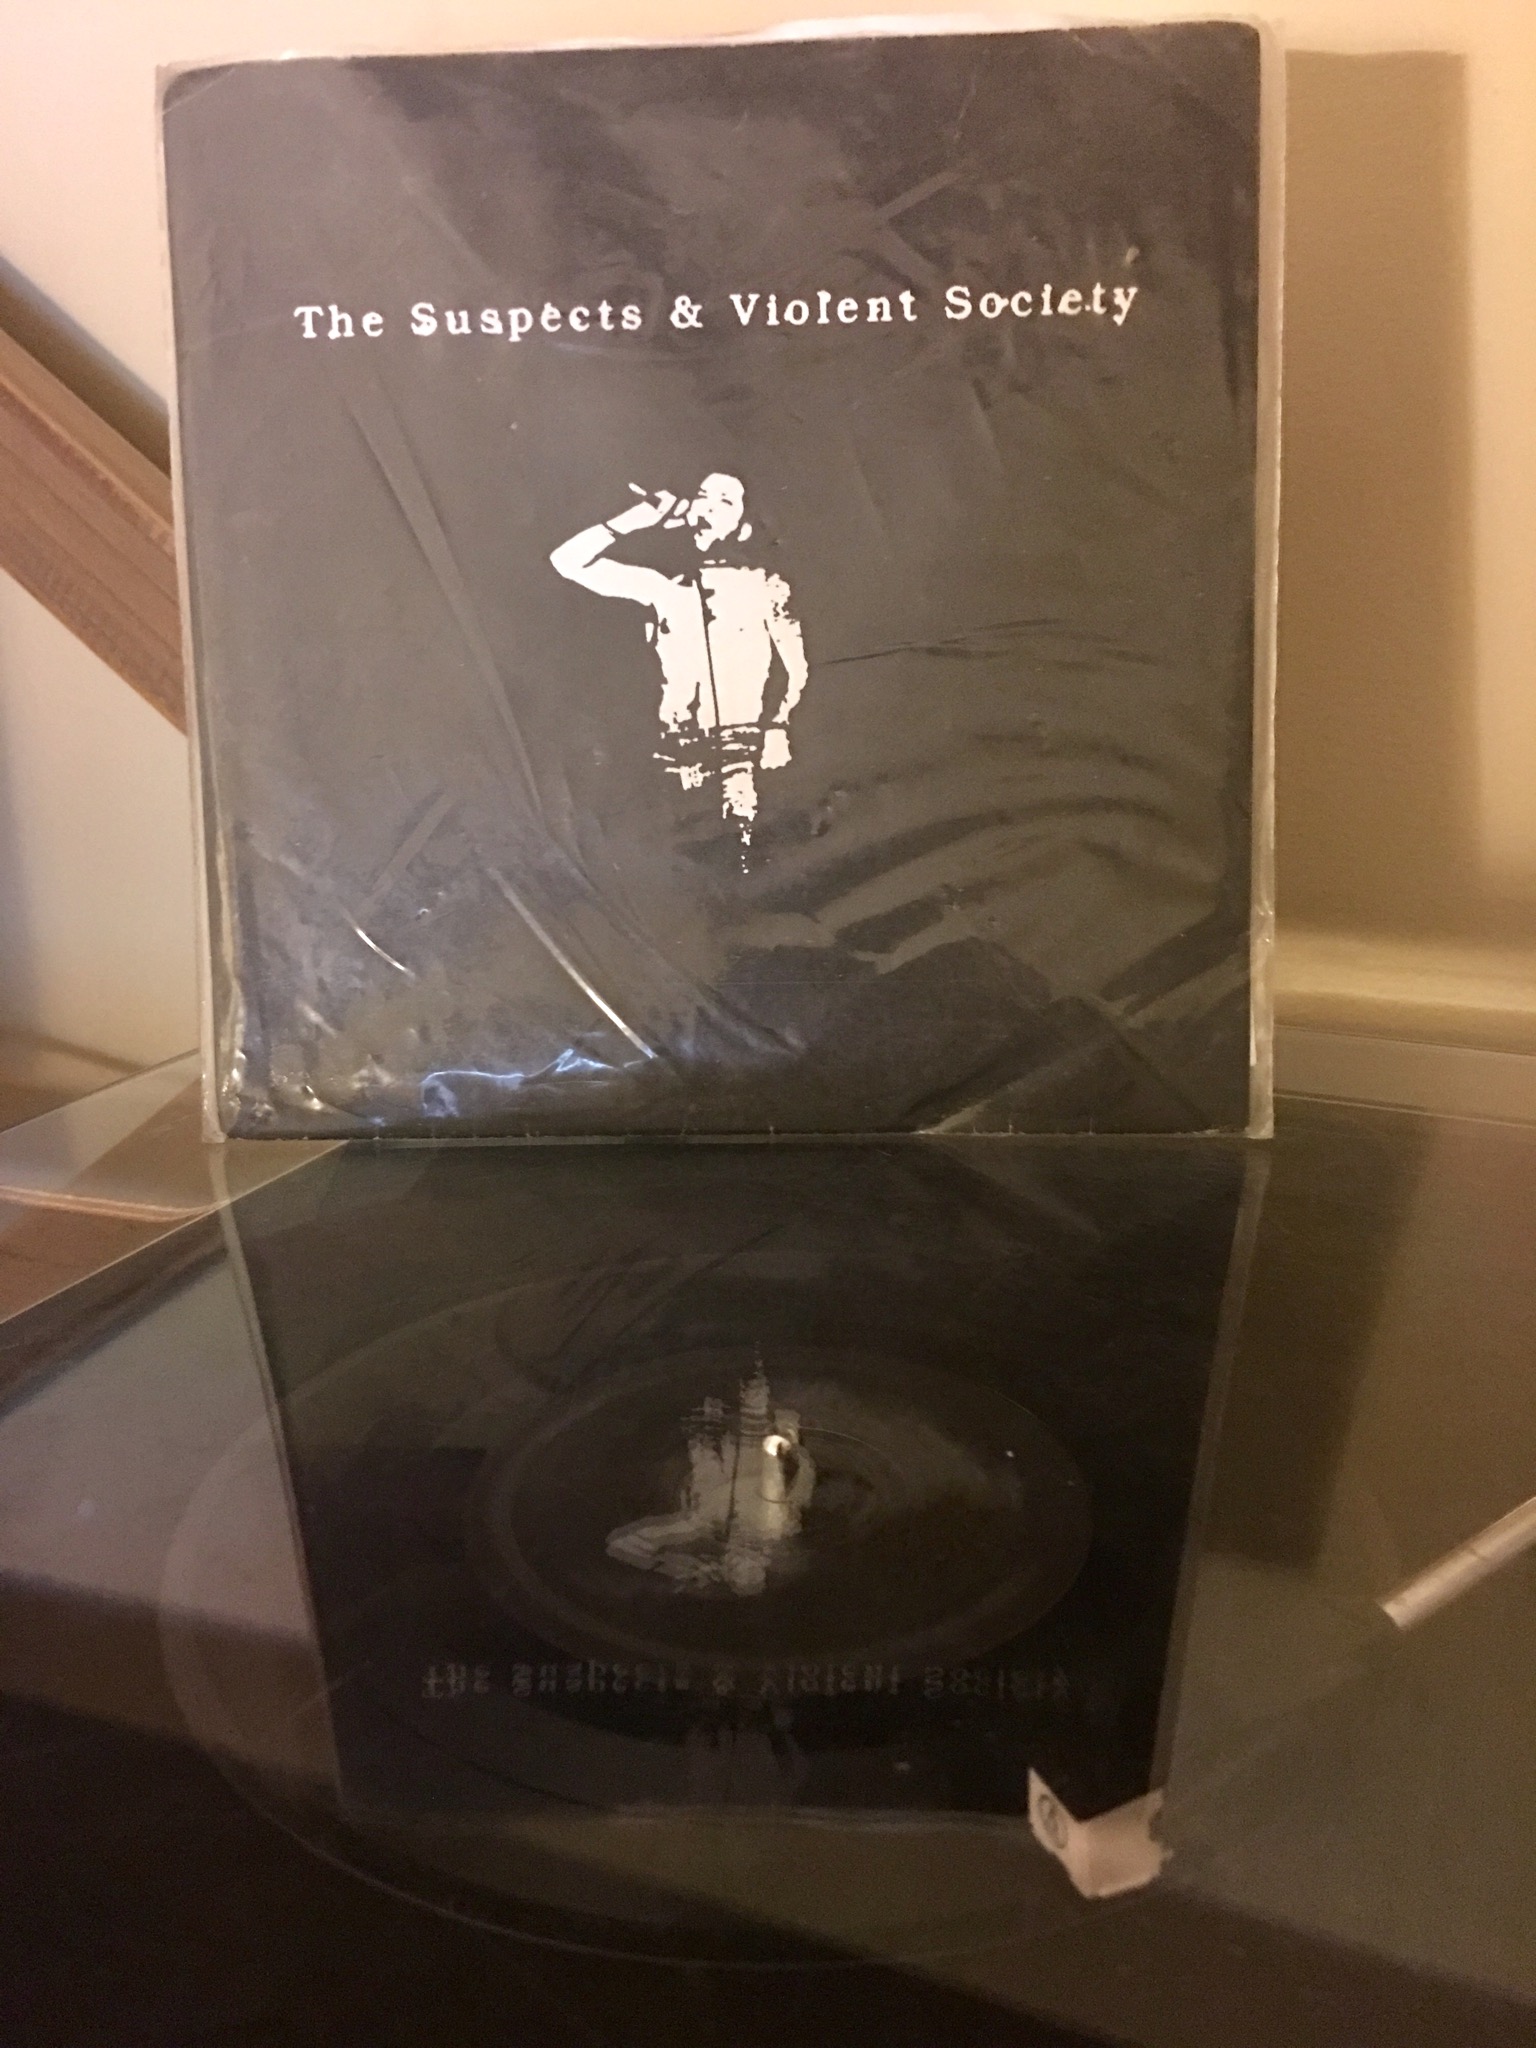 The Suspects & Violent Society